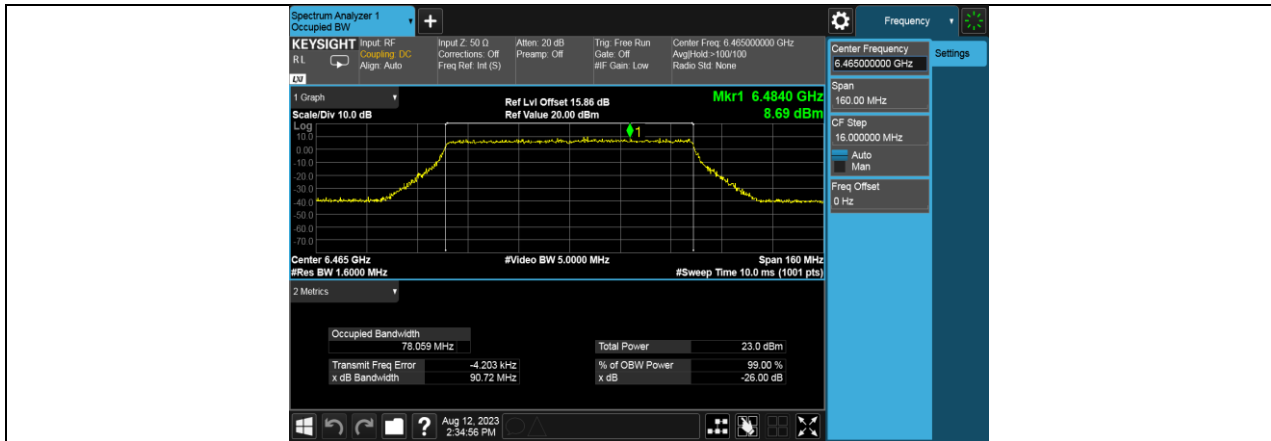 Spectrum Analyzer 1
Occupied BW
Frequency
KEYSIGHT
RL
LXI
Input: RF
Coupling: DC
Align: Auto
Input Z: 50 Ω
Corrections: Off
Freq Ref: Int (S)
Atten: 20 dB
Preamp: Off
Trig: Free Run
Gate: Off
#IF Gain: Low
Center Freq: 6.465000000 GHz
Avg|Hold:>100/100
Radio Std: None
Center Frequency
6.465000000 GHz
Settings
Span
160.00 MHz
CF Step
16.000000 MHz
Auto
Man
Freq Offset
0 Hz
1 Graph
Scale/Div 10.0 dB
Ref Lvl Offset 15.86 dB
Ref Value 20.00 dBm
Mkr1 6.4840 GHz
8.69 dBm
Log
10.0
1
0.00
-10.0
-20.0
-30.0
-40.0
-50.0
-60.0
-70.0
Center 6.465 GHz
#Res BW 1.6000 MHz
#Video BW 5.0000 MHz
Span 160 MHz
#Sweep Time 10.0 ms (1001 pts)
2 Metrics
Occupied Bandwidth
78.059 MHz
Total Power 23.0 dBm
Transmit Freq Error -4.203 kHz
% of OBW Power 99.00 %
x dB Bandwidth 90.72 MHz
x dB -26.00 dB
?
Aug 12, 2023
2:34:56 PM